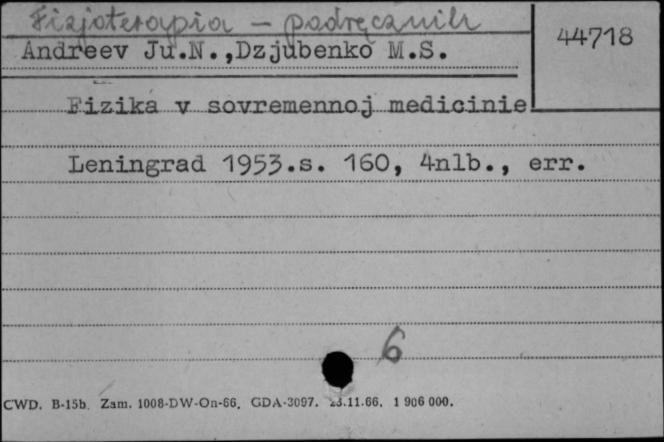 Fizjoterapia - podręcznik
44718
Andreev Ju.N.,Dzjubenko M.S.
Fizika v sovremennoj medicinie
Leningrad 1953.s. 160, 4nlb., err.
6
CWD. B-15b. Zam. 1008-DW-On-66. GDA-3097. 23.11.66. 1 906 000.